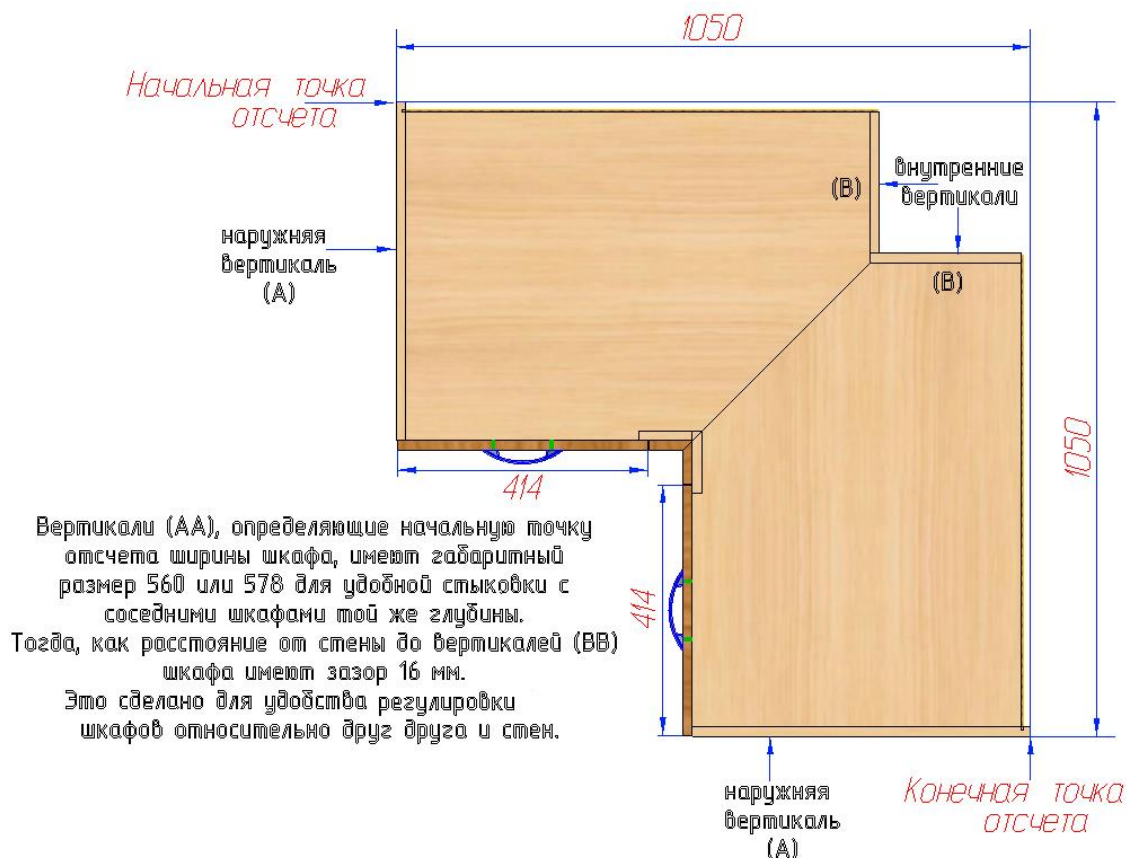 1050
Начальная точка
отсчета
внутренние
вертикали
(В)
(В)
наружняя
вертикаль
(А)
1050
414
414
Вертикали (АА), определяющие начальную точку
отсчета ширины шкафа, имеют габаритный
размер 560 или 578 для удобной стыковки с
соседними шкафами той же глубины.
Тогда, как расстояние от стены до вертикалей (ВВ)
шкафа имеют зазор 16 мм.
Это сделано для удобства регулировки
шкафов относительно друг друга и стен.
наружняя
вертикаль
(А)
Конечная точка
отсчета